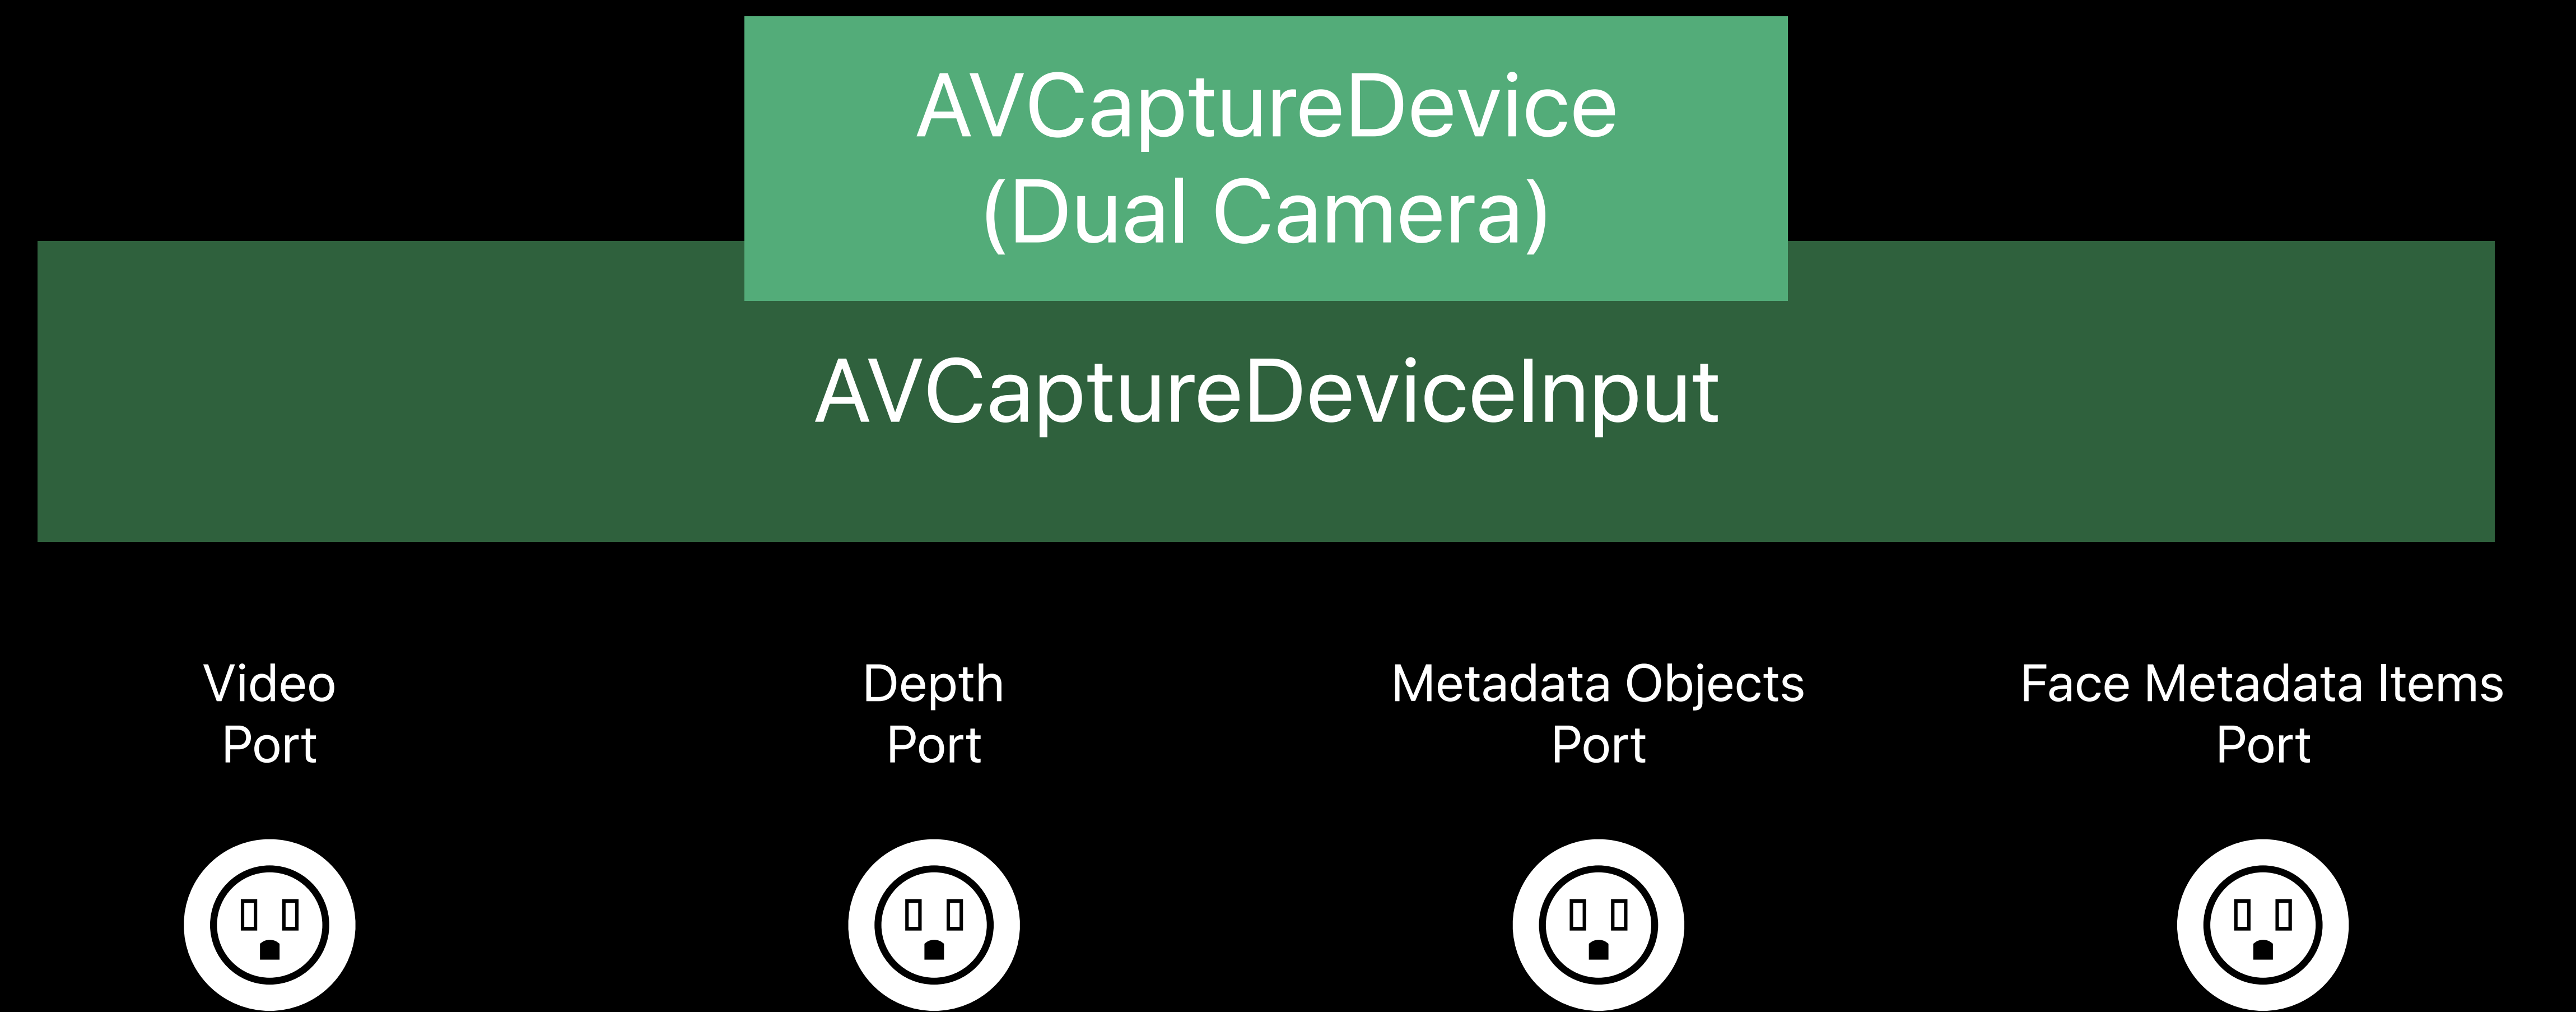 AVCaptureDevice
(Dual Camera)
AVCaptureDeviceInput
Video
Port
Depth
Port
Metadata Objects
Port
Face Metadata Items
Port